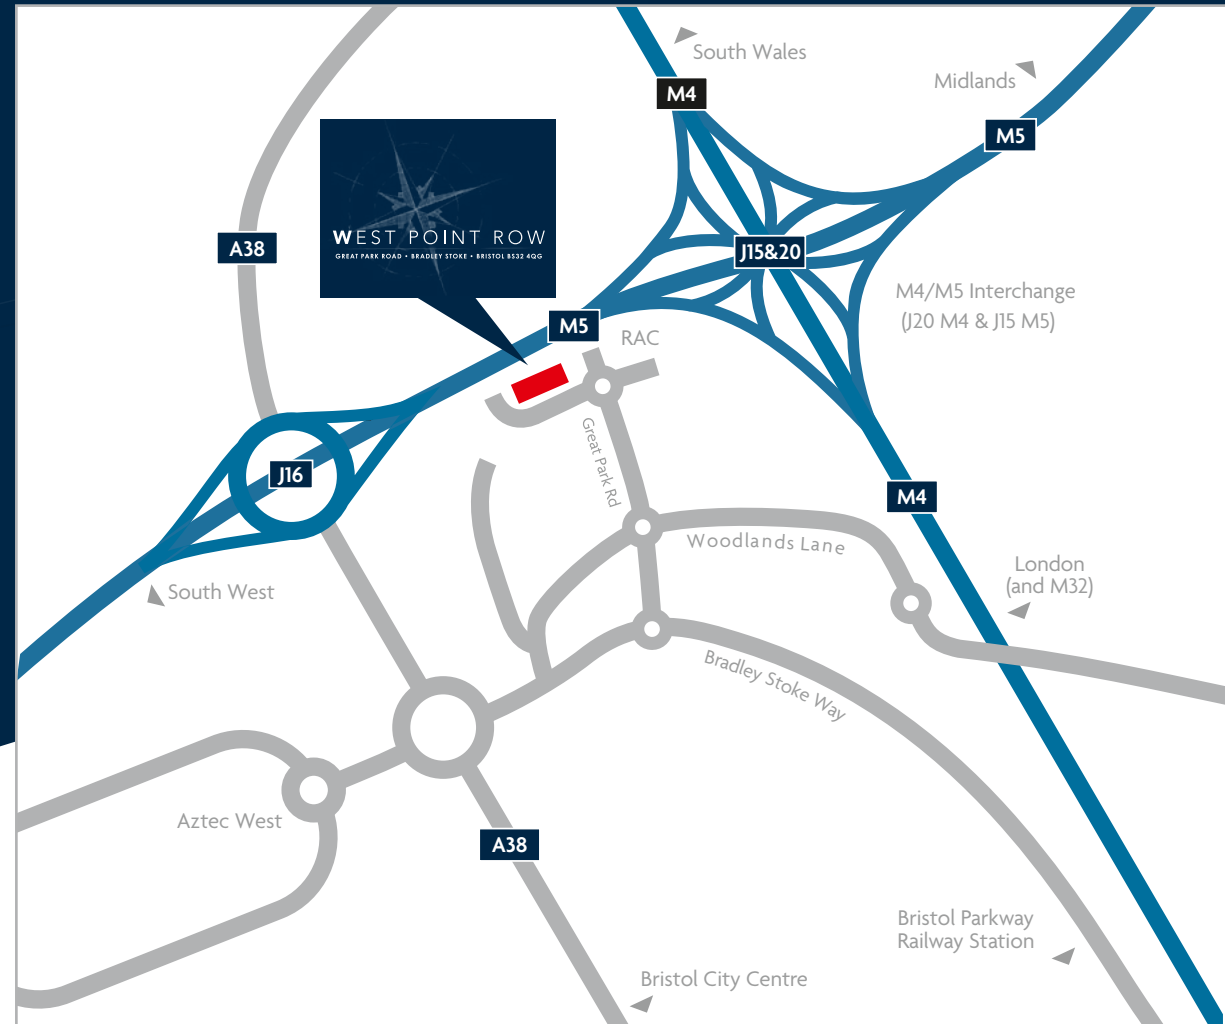 South Wales
Midlands
M4
M5
WEST POINT ROW
GREAT PARK ROAD • BRADLEY STOKE • BRISTOL BS32 4QG
A38
J15&20
M4/M5 Interchange
(J20 M4 & J15 M5)
M5
RAC
Great Park Rd
J16
M4
Woodlands Lane
London
(and M32)
South West
Bradley Stoke Way
Aztec West
A38
Bristol Parkway
Railway Station
Bristol City Centre